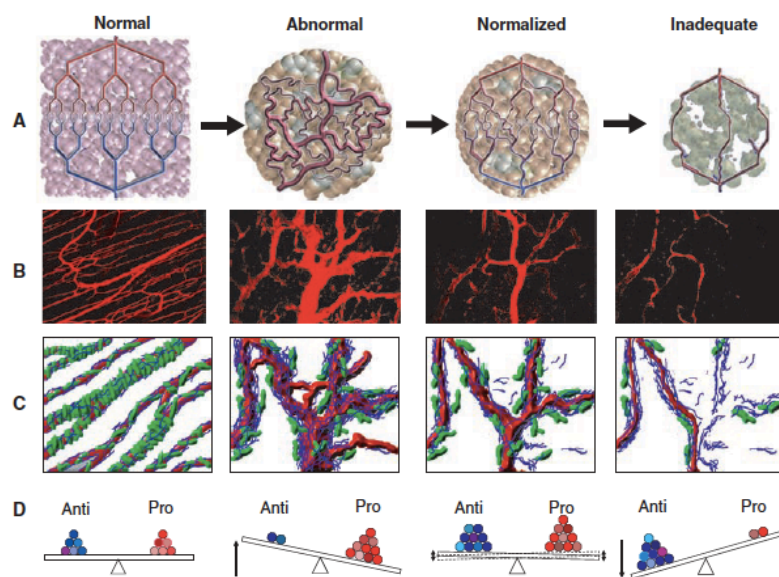 Normal Abnormal Normalized Inadequate
A
B
C
D
Anti Pro Anti Pro Anti Pro Anti Pro